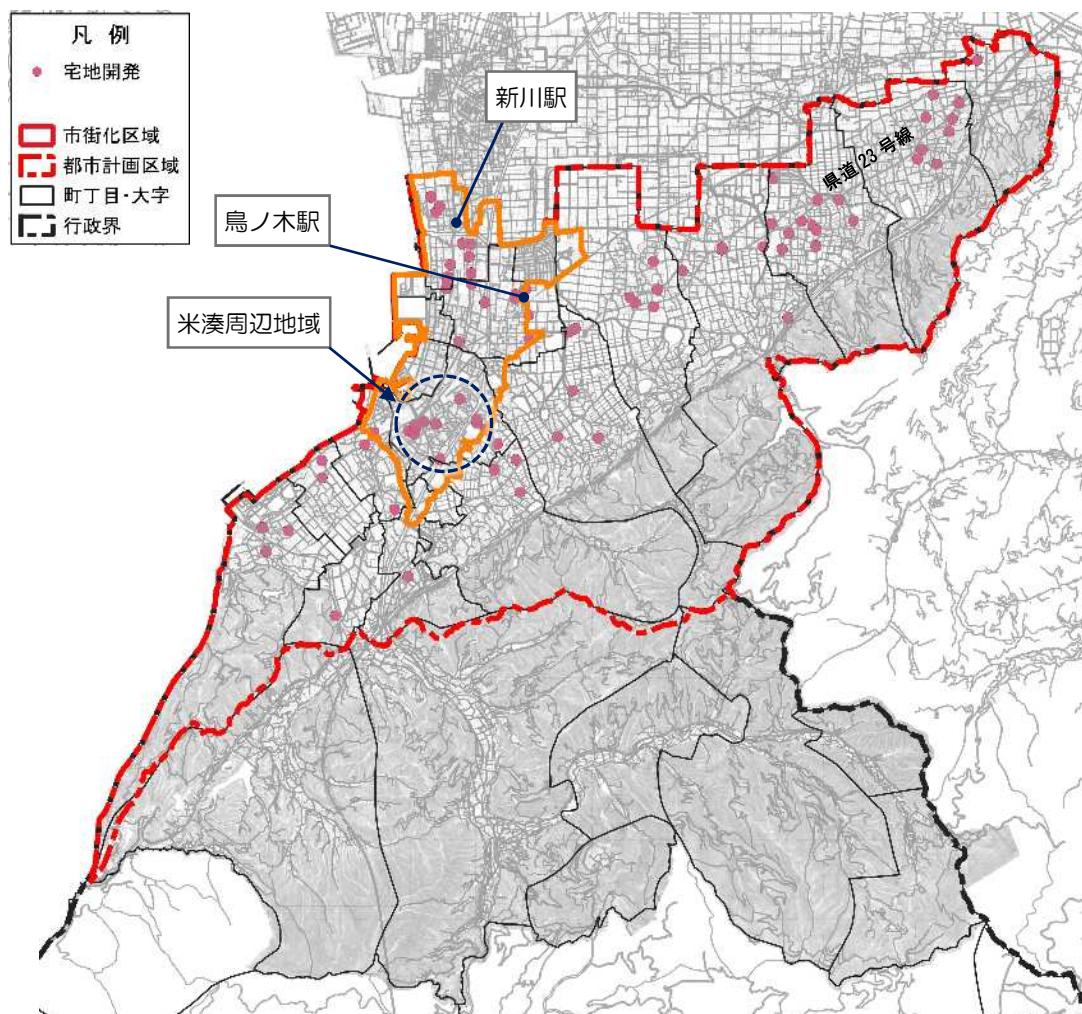 凡例
宅地開発
市街化区域
都市計画区域
町丁目・大字
行政界
新川駅
鳥ノ木駅
米湊周辺地域
県道23号線